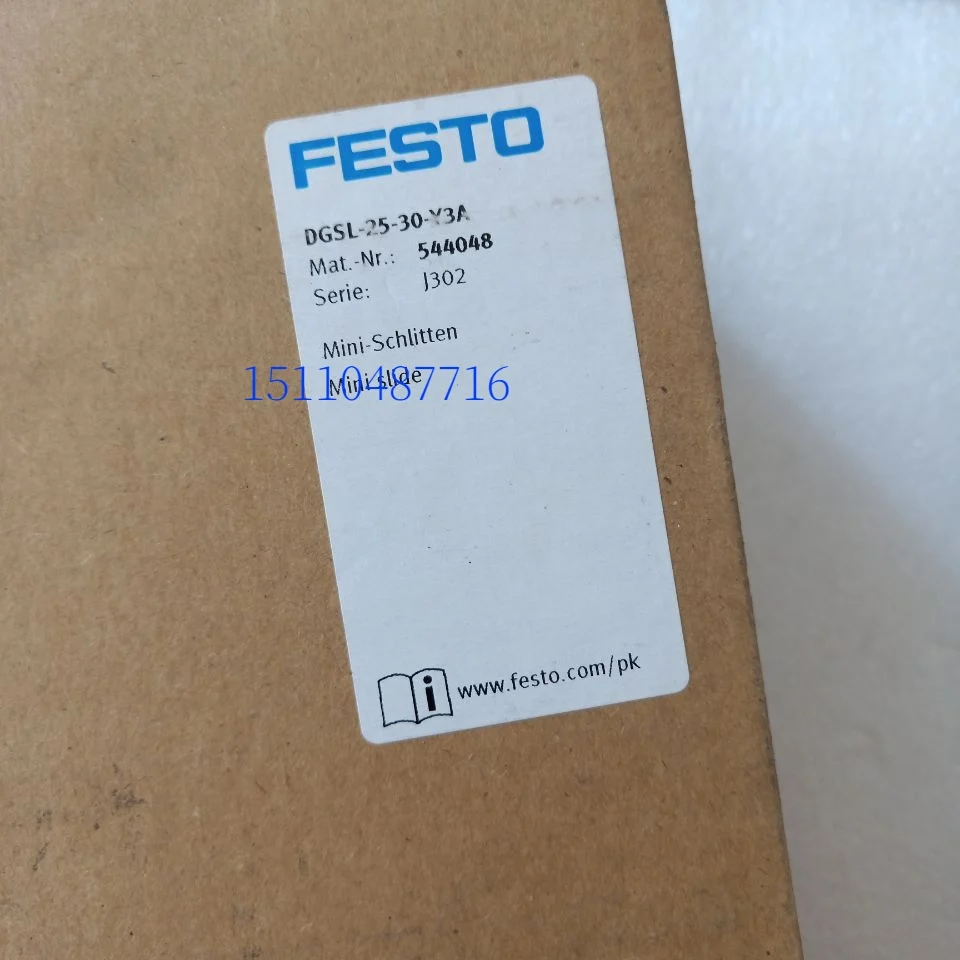 FESTO
DGSL-25-30-Y3A
Mat.-Nr.: 544048
Serie: J302
Mini-Schlitten
Mini slide
15110487716
i www.festo.com/pk